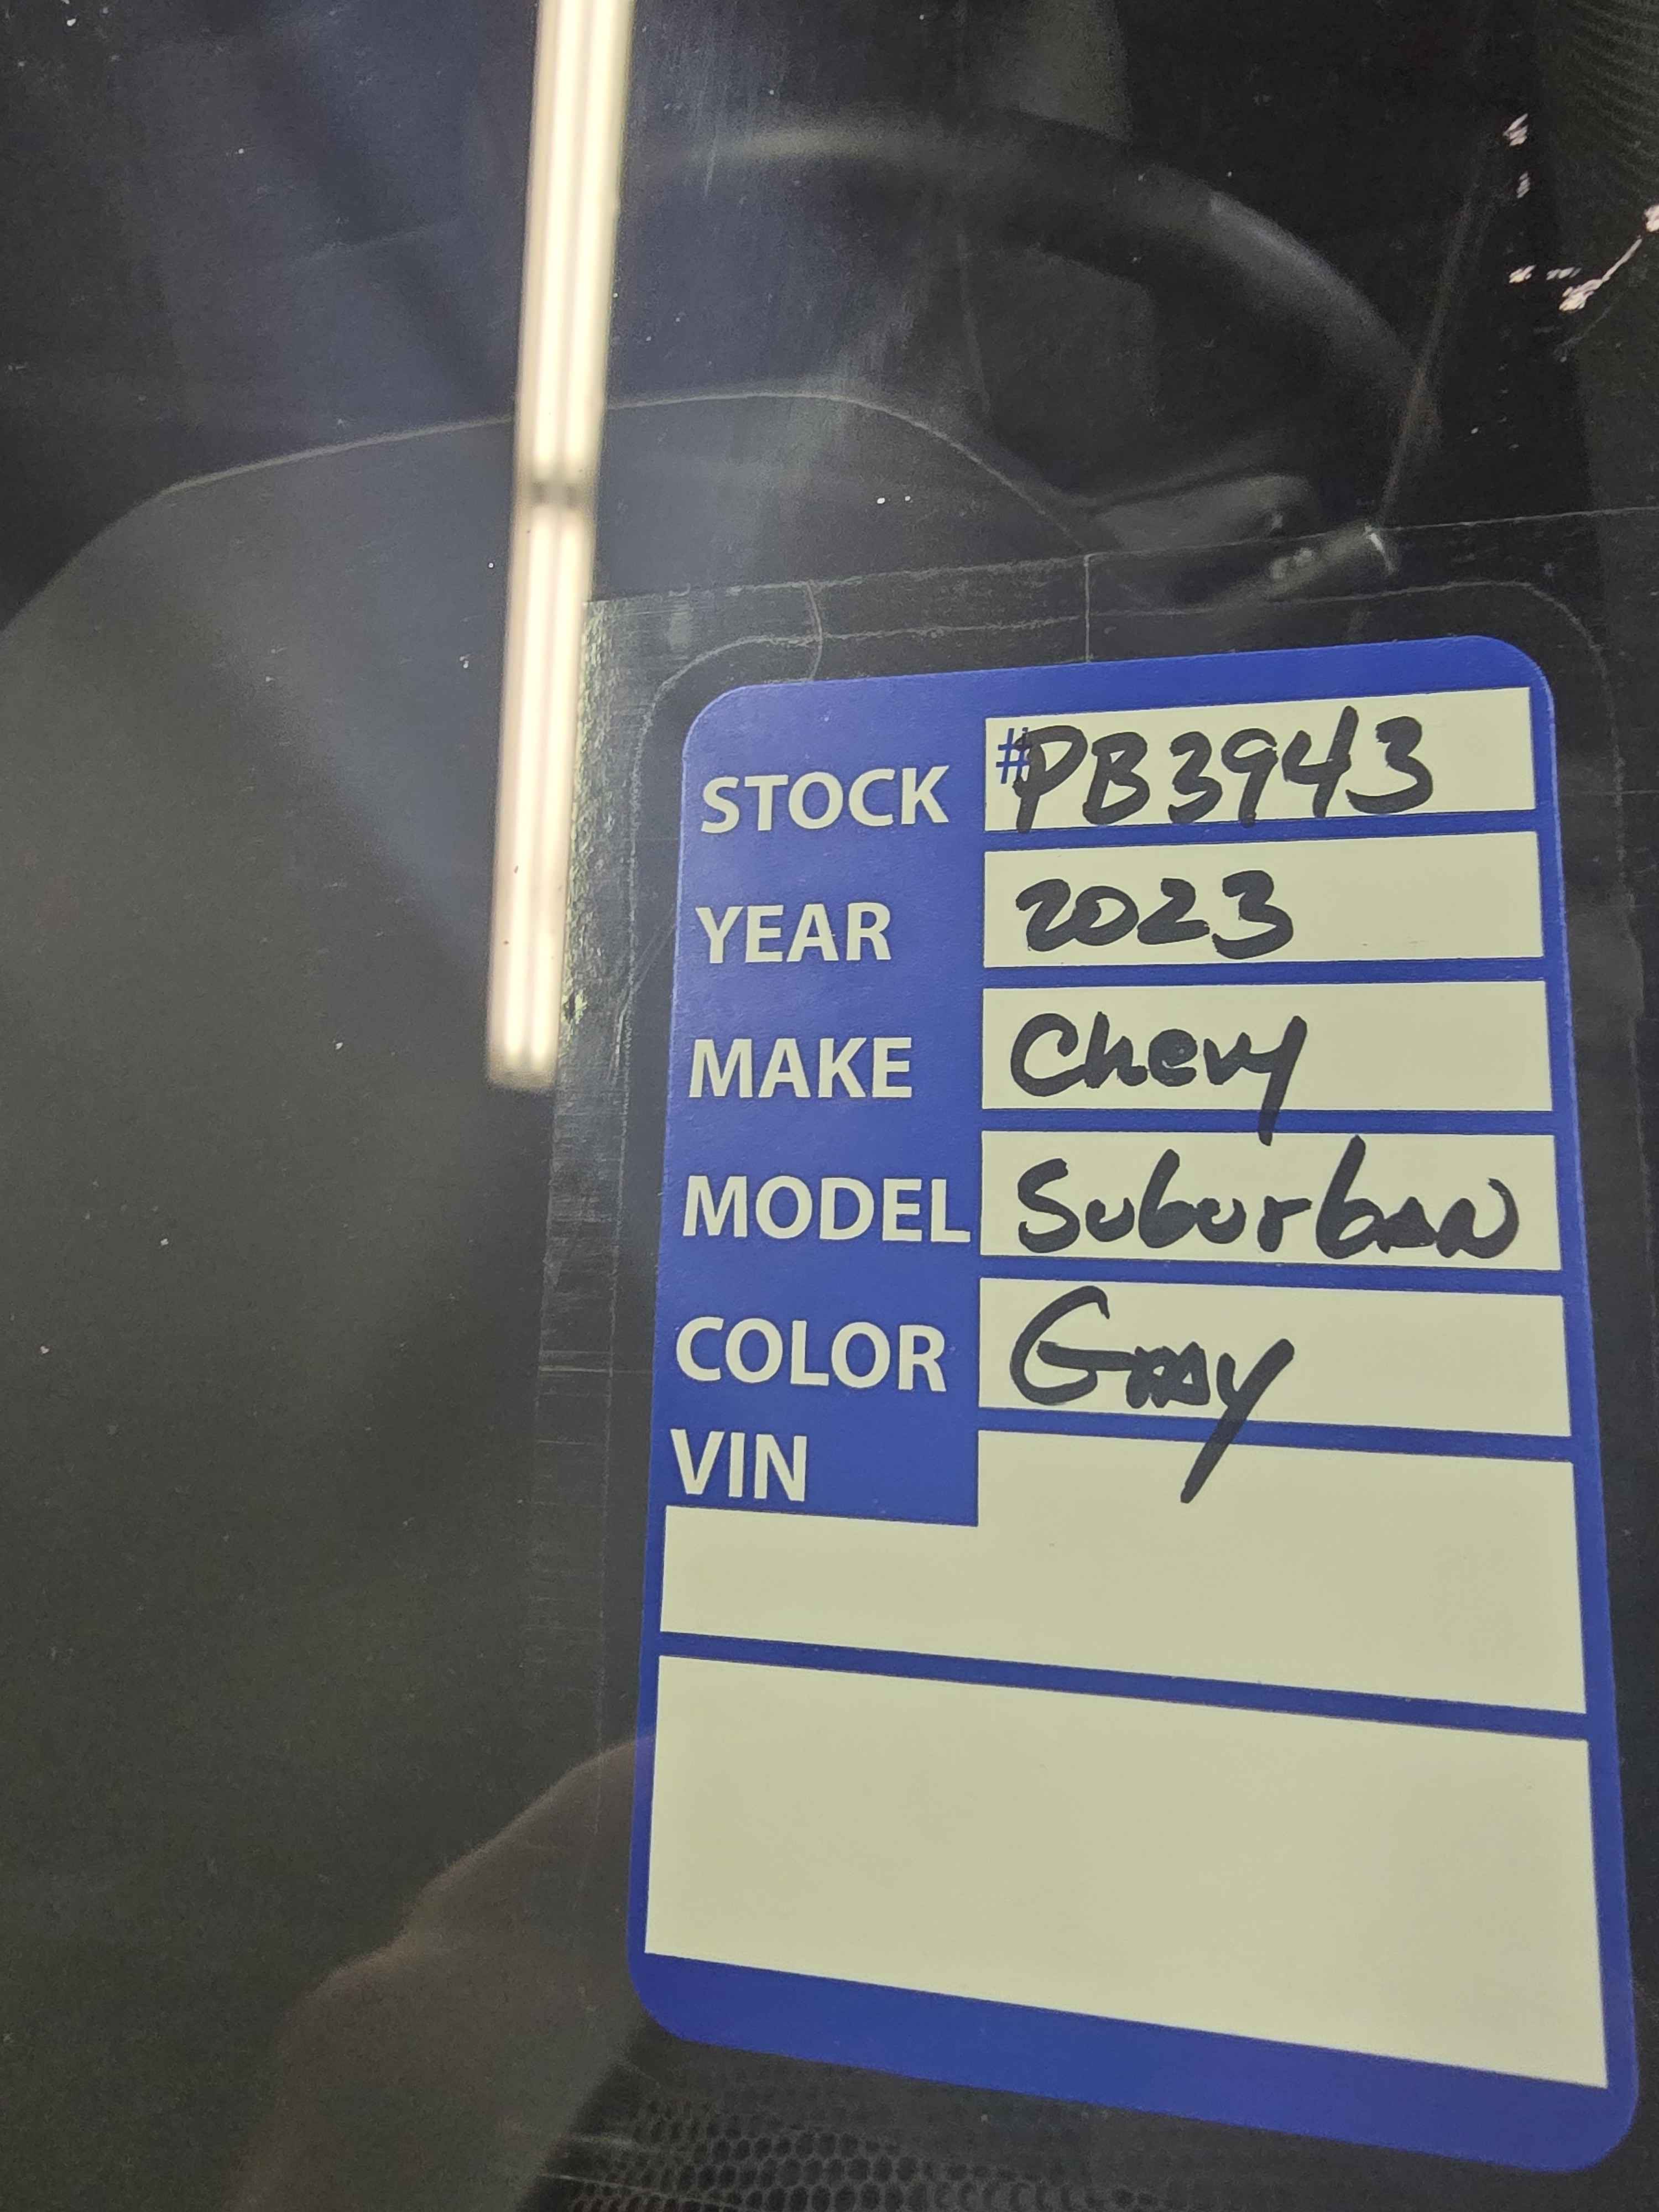 STOCK #PB3943
YEAR 2023
MAKE Chevy
MODEL Suburban
COLOR Gray
VIN